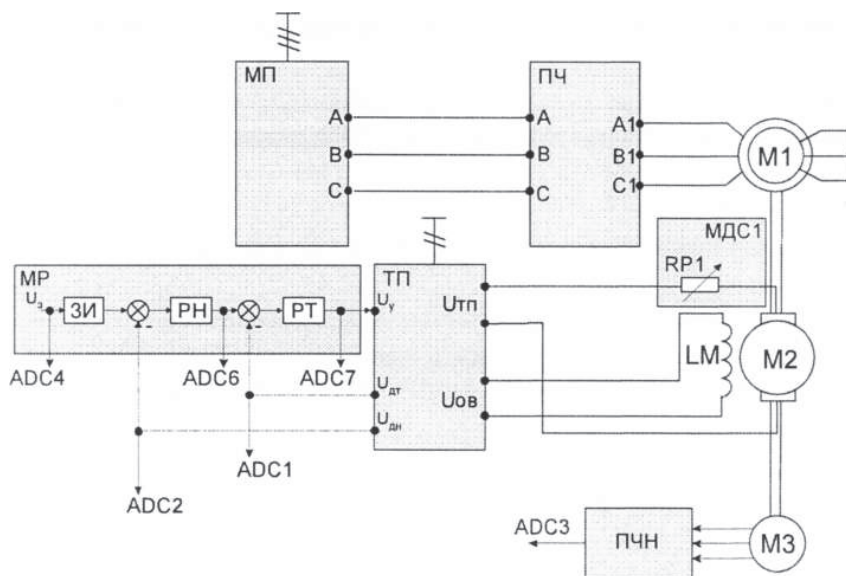 МП
ПЧ
A
A
A1
B
B
B1
C
C
C1
M1
МДС1
RP1
МР
Uз
ЗИ
-
РН
-
РТ
ТП
Uу
Uтп
LM
M2
ADC4
ADC6
ADC7
Uдт
Uдн
Uов
ADC1
ADC2
ADC3
ПЧН
M3